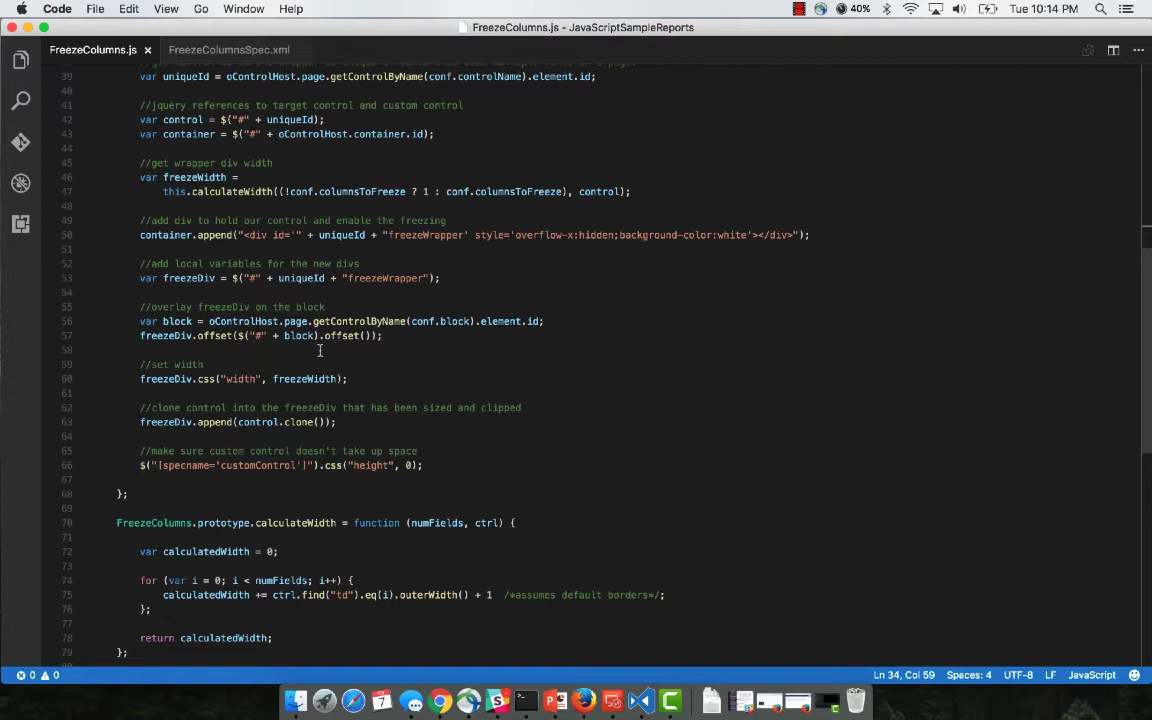 Code File Edit View Go Window Help 40% Tue 10:14 PM
FreezeColumns.js - JavaScriptSampleReports
FreezeColumns.js × FreezeColumnsSpec.xml
39 var uniqueId = oControlHost.page.getControlByName(conf.controlName).element.id;
40
41 //jquery references to target control and custom control
42 var control = $("#" + uniqueId);
43 var container = $("#" + oControlHost.container.id);
44
45 //get wrapper div width
46 var freezeWidth =
47 this.calculateWidth((!conf.columnsToFreeze ? 1 : conf.columnsToFreeze), control);
48
49 //add div to hold our control and enable the freezing
50 container.append("<div id='" + uniqueId + "freezeWrapper' style='overflow-x:hidden;background-color:white'></div>");
51
52 //add local variables for the new divs
53 var freezeDiv = $("#" + uniqueId + "freezeWrapper");
54
55 //overlay freezeDiv on the block
56 var block = oControlHost.page.getControlByName(conf.block).element.id;
57 freezeDiv.offset($("#" + block).offset());
58
59 //set width
60 freezeDiv.css("width", freezeWidth);
61
62 //clone control into the freezeDiv that has been sized and clipped
63 freezeDiv.append(control.clone());
64
65 //make sure custom control doesn't take up space
66 $("[specname='customControl']").css("height", 0);
67
68 };
69
70 FreezeColumns.prototype.calculateWidth = function (numFields, ctrl) {
71
72 var calculatedWidth = 0;
73
74 for (var i = 0; i < numFields; i++) {
75 calculatedWidth += ctrl.find("td").eq(i).outerWidth() + 1 /*assumes default borders*/;
76 };
77
78 return calculatedWidth;
79 };
0 0 Ln 34, Col 59 Spaces: 4 UTF-8 LF JavaScript